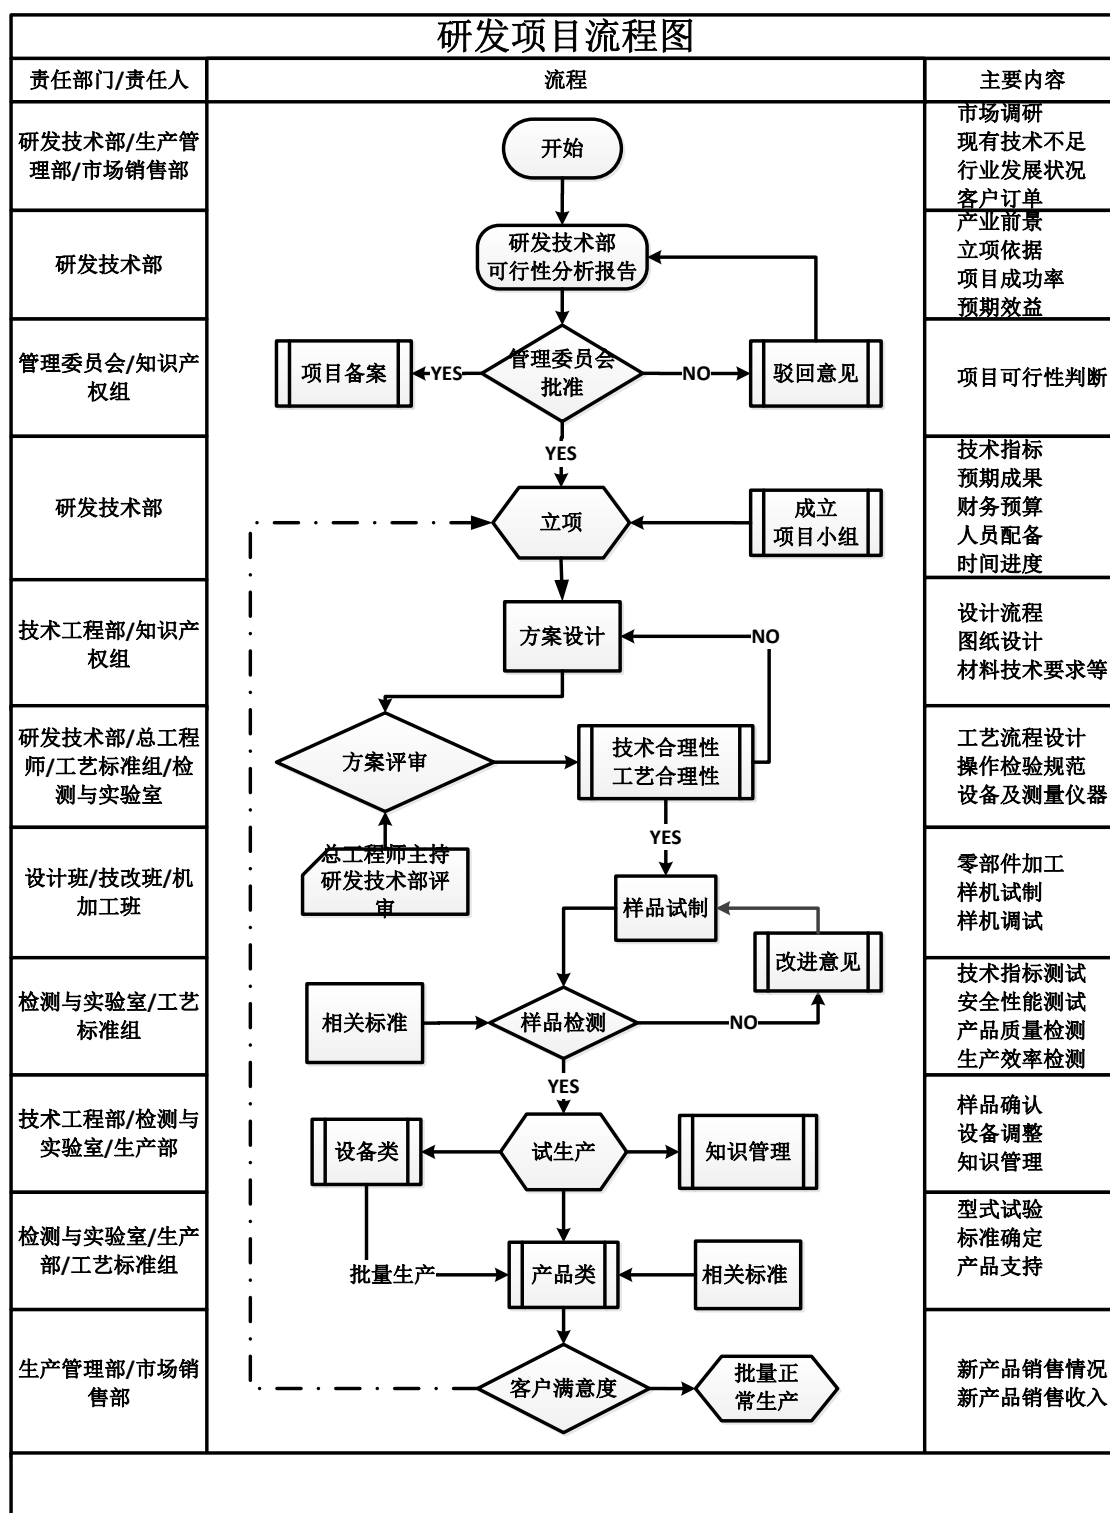 研发项目流程图
责任部门/责任人
流程
主要内容
研发技术部/生产管
理部/市场销售部
开始
市场调研
现有技术不足
行业发展状况
客户订单
研发技术部
研发技术部
可行性分析报告
产业前景
立项依据
项目成功率
预期效益
管理委员会/知识产
权组
项目备案
YES
管理委员会
批准
NO
驳回意见
项目可行性判断
YES
研发技术部
立项
成立
项目小组
技术指标
预期成果
财务预算
人员配备
时间进度
技术工程部/知识产
权组
方案设计
NO
设计流程
图纸设计
材料技术要求等
研发技术部/总工程
师/工艺标准组/检
测与实验室
方案评审
技术合理性
工艺合理性
工艺流程设计
操作检验规范
设备及测量仪器
YES
设计班/技改班/机
加工班
总工程师主持
研发技术部评
审
样品试制
零部件加工
样机试制
样机调试
改进意见
检测与实验室/工艺
标准组
相关标准
样品检测
NO
技术指标测试
安全性能测试
产品质量检测
生产效率检测
YES
技术工程部/检测与
实验室/生产部
设备类
试生产
知识管理
样品确认
设备调整
知识管理
检测与实验室/生产
部/工艺标准组
批量生产
产品类
相关标准
型式试验
标准确定
产品支持
生产管理部/市场销
售部
客户满意度
批量正
常生产
新产品销售情况
新产品销售收入